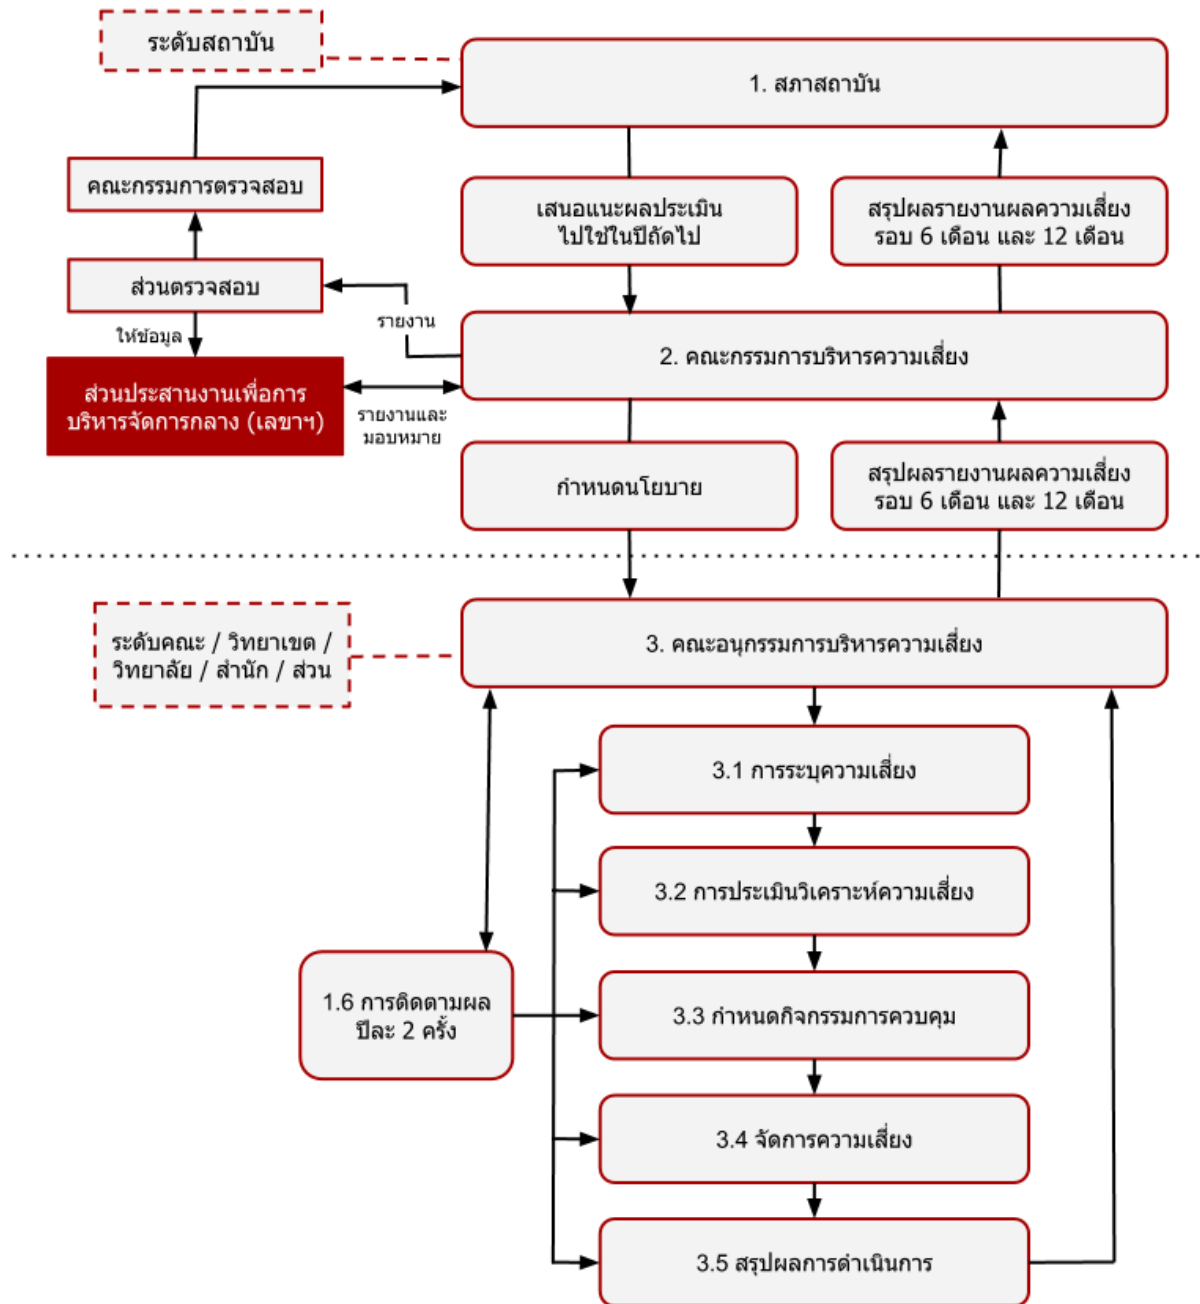 ระดับสถาบัน
1. สภาสถาบัน
คณะกรรมการตรวจสอบ
เสนอแนะผลประเมิน
ไปใช้ในปีถัดไป
สรุปผลรายงานผลความเสี่ยง
รอบ 6 เดือน และ 12 เดือน
ส่วนตรวจสอบ
รายงาน
ให้ข้อมูล
2. คณะกรรมการบริหารความเสี่ยง
ส่วนประสานงานเพื่อการ
บริหารจัดการกลาง (เลขาฯ)
รายงานและ
มอบหมาย
กำหนดนโยบาย
สรุปผลรายงานผลความเสี่ยง
รอบ 6 เดือน และ 12 เดือน
ระดับคณะ / วิทยาเขต /
วิทยาลัย / สำนัก / ส่วน
3. คณะอนุกรรมการบริหารความเสี่ยง
3.1 การระบุความเสี่ยง
3.2 การประเมินวิเคราะห์ความเสี่ยง
1.6 การติดตามผล
ปีละ 2 ครั้ง
3.3 กำหนดกิจกรรมการควบคุม
3.4 จัดการความเสี่ยง
3.5 สรุปผลการดำเนินการ